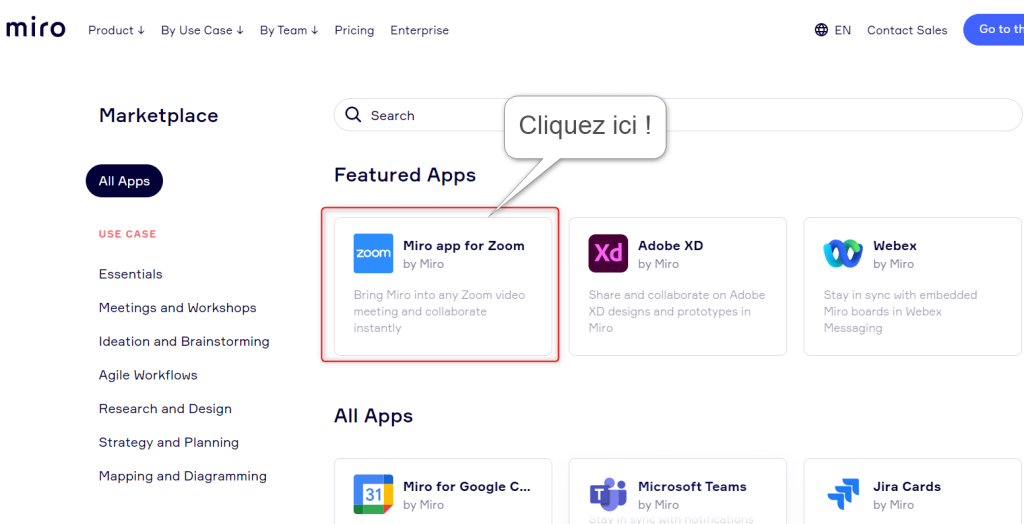 miro
Product ↓ By Use Case ↓ By Team ↓ Pricing Enterprise
EN Contact Sales Go to th
Marketplace
Search
Cliquez ici !
All Apps
Featured Apps
USE CASE
Essentials
Meetings and Workshops
Ideation and Brainstorming
Agile Workflows
Research and Design
Strategy and Planning
Mapping and Diagramming
zoom
Miro app for Zoom
by Miro
Bring Miro into any Zoom video
meeting and collaborate
instantly
Xd
Adobe XD
by Miro
Share and collaborate on Adobe
XD designs and prototypes in
Miro
Webex
by Miro
Stay in sync with embedded
Miro boards in Webex
Messaging
All Apps
31
Miro for Google C...
by Miro
T
Microsoft Teams
by Miro
Stay in sync with notifications
Jira Cards
by Miro